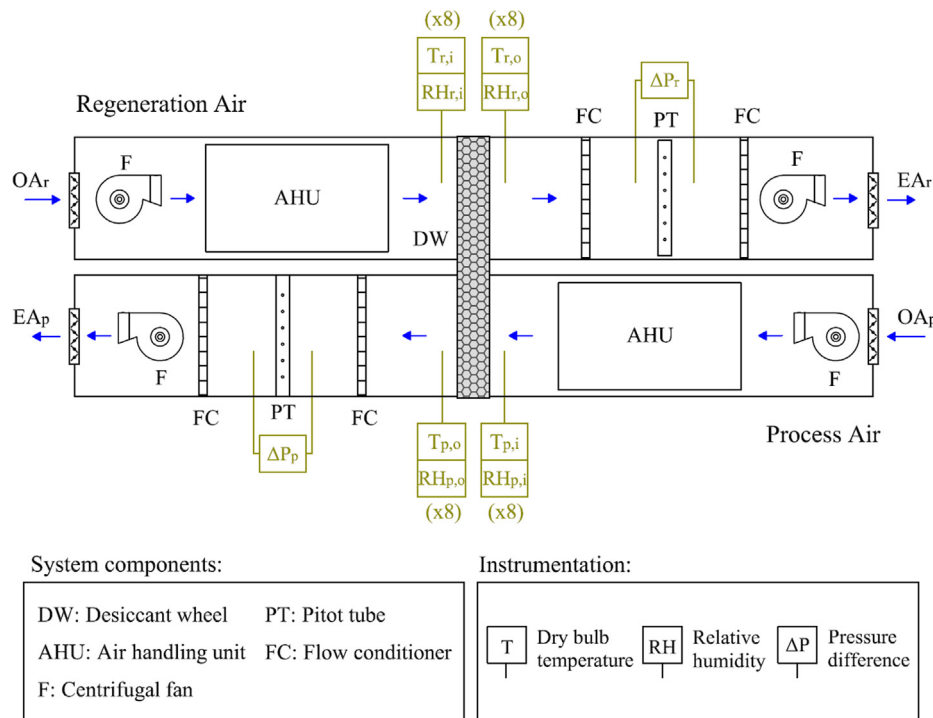 (x8) (x8)
Tr,i Tr,o
RHr,i RHr,o
ΔPr
Regeneration Air
FC PT FC
F F
OAr AHU EAr
DW
EAp AHU OAp
F F
FC PT FC
Process Air
ΔPp
Tp,o Tp,i
RHp,o RHp,i
(x8) (x8)
System components:
DW: Desiccant wheel PT: Pitot tube
AHU: Air handling unit FC: Flow conditioner
F: Centrifugal fan
Instrumentation:
T Dry bulb temperature
RH Relative humidity
ΔP Pressure difference